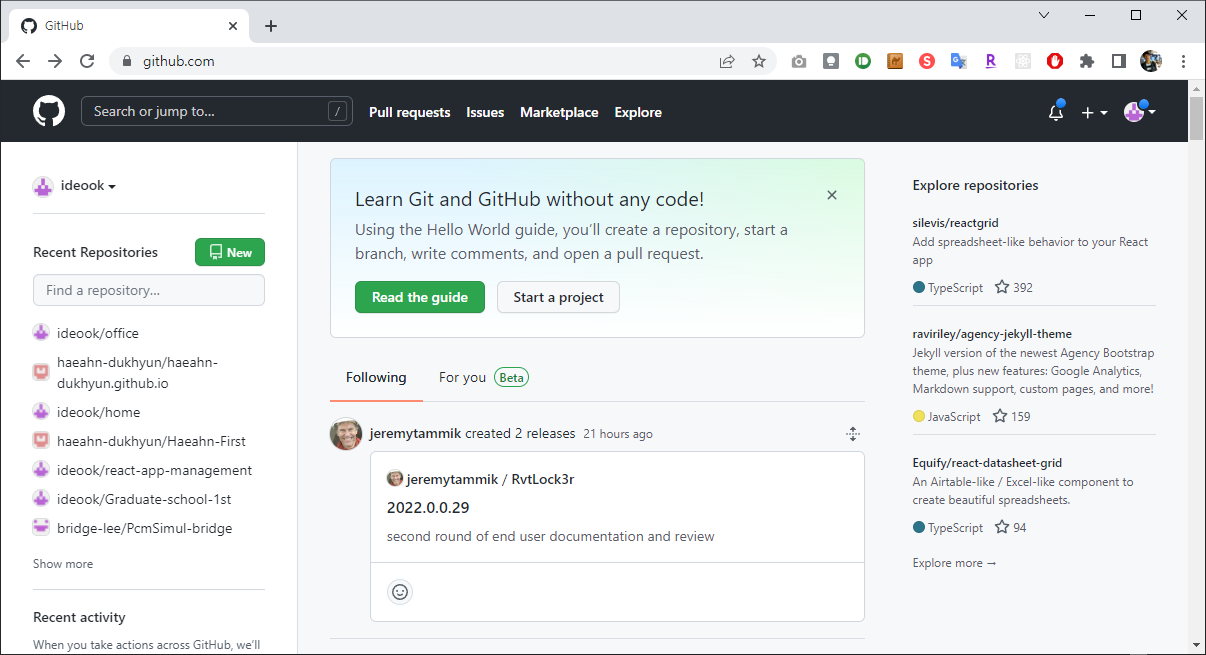 GitHub
github.com
Search or jump to... /
Pull requests Issues Marketplace Explore
ideook
Recent Repositories
New
Find a repository...
ideook/office
haeahn-dukhyun/haeahn-
dukhyun.github.io
ideook/home
haeahn-dukhyun/Haeahn-First
ideook/react-app-management
ideook/Graduate-school-1st
bridge-lee/PcmSimul-bridge
Show more
Recent activity
When you take actions across GitHub, we’ll
Learn Git and GitHub without any code!
Using the Hello World guide, you’ll create a repository, start a
branch, write comments, and open a pull request.
Read the guide Start a project
Following For you Beta
jeremytammik created 2 releases 21 hours ago
jeremytammik / RvtLock3r
2022.0.0.29
second round of end user documentation and review
Explore repositories
silevis/reactgrid
Add spreadsheet-like behavior to your React
app
TypeScript 392
raviriley/agency-jekyll-theme
Jekyll version of the newest Agency Bootstrap
theme, plus new features: Google Analytics,
Markdown support, custom pages, and more!
JavaScript 159
Equify/react-datasheet-grid
An Airtable-like / Excel-like component to
create beautiful spreadsheets.
TypeScript 94
Explore more →